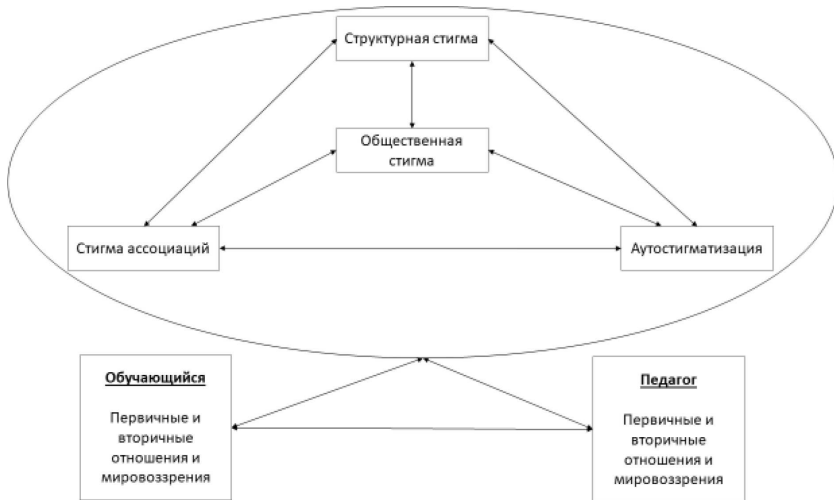 Структурная стигма
Общественная
стигма
Стигма ассоциаций
Аутостигматизация
Обучающийся
Первичные и
вторичные
отношения и
мировоззрения
Педагог
Первичные и
вторичные
отношения и
мировоззрения